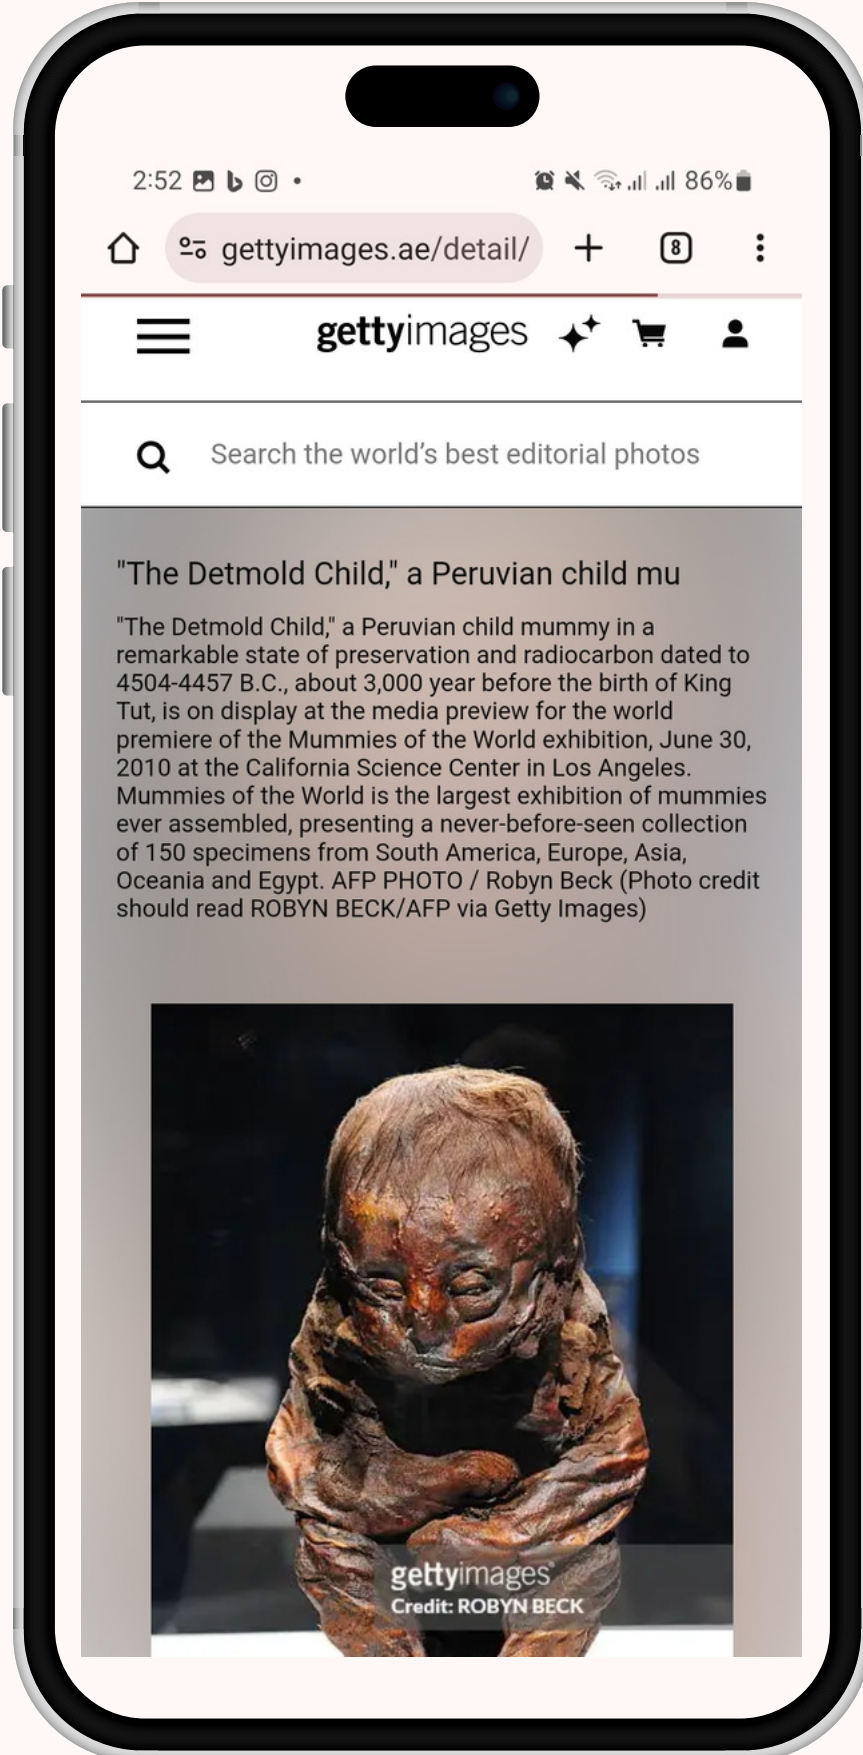 2:52
86%
gettyimages.ae/detail/
8
gettyimages
Search the world’s best editorial photos
"The Detmold Child," a Peruvian child mu
"The Detmold Child," a Peruvian child mummy in a
remarkable state of preservation and radiocarbon dated to
4504-4457 B.C., about 3,000 year before the birth of King
Tut, is on display at the media preview for the world
premiere of the Mummies of the World exhibition, June 30,
2010 at the California Science Center in Los Angeles.
Mummies of the World is the largest exhibition of mummies
ever assembled, presenting a never-before-seen collection
of 150 specimens from South America, Europe, Asia,
Oceania and Egypt. AFP PHOTO / Robyn Beck (Photo credit
should read ROBYN BECK/AFP via Getty Images)
gettyimages®
Credit: ROBYN BECK